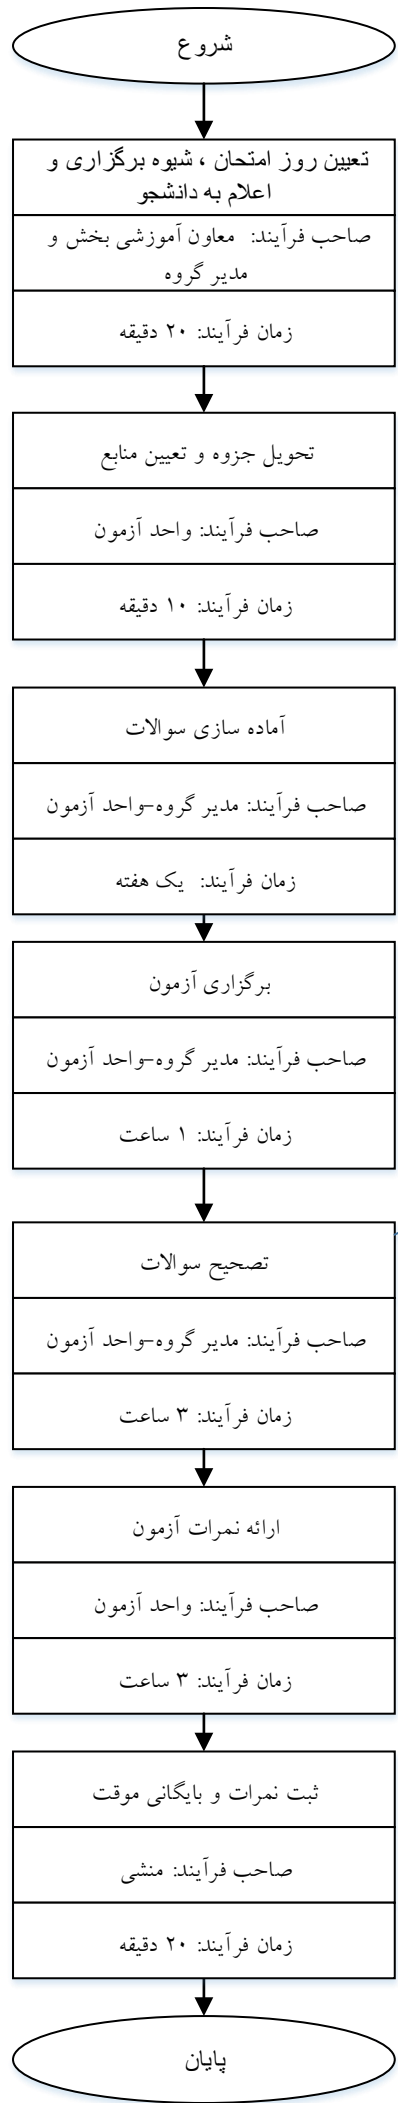 شروع
تعیین روز امتحان ، شیوه برگزاری و
اعلام به دانشجو
صاحب فرآیند: معاون آموزشی بخش و
مدیر گروه
زمان فرآیند: ۲۰ دقیقه
تحویل جزوه و تعیین منابع
صاحب فرآیند: واحد آزمون
زمان فرآیند: ۱۰ دقیقه
آماده سازی سوالات
صاحب فرآیند: مدیر گروه-واحد آزمون
زمان فرآیند: یک هفته
برگزاری آزمون
صاحب فرآیند: مدیر گروه-واحد آزمون
زمان فرآیند: ۱ ساعت
تصحیح سوالات
صاحب فرآیند: مدیر گروه-واحد آزمون
زمان فرآیند: ۳ ساعت
ارائه نمرات آزمون
صاحب فرآیند: واحد آزمون
زمان فرآیند: ۳ ساعت
ثبت نمرات و بایگانی موقت
صاحب فرآیند: منشی
زمان فرآیند: ۲۰ دقیقه
پایان